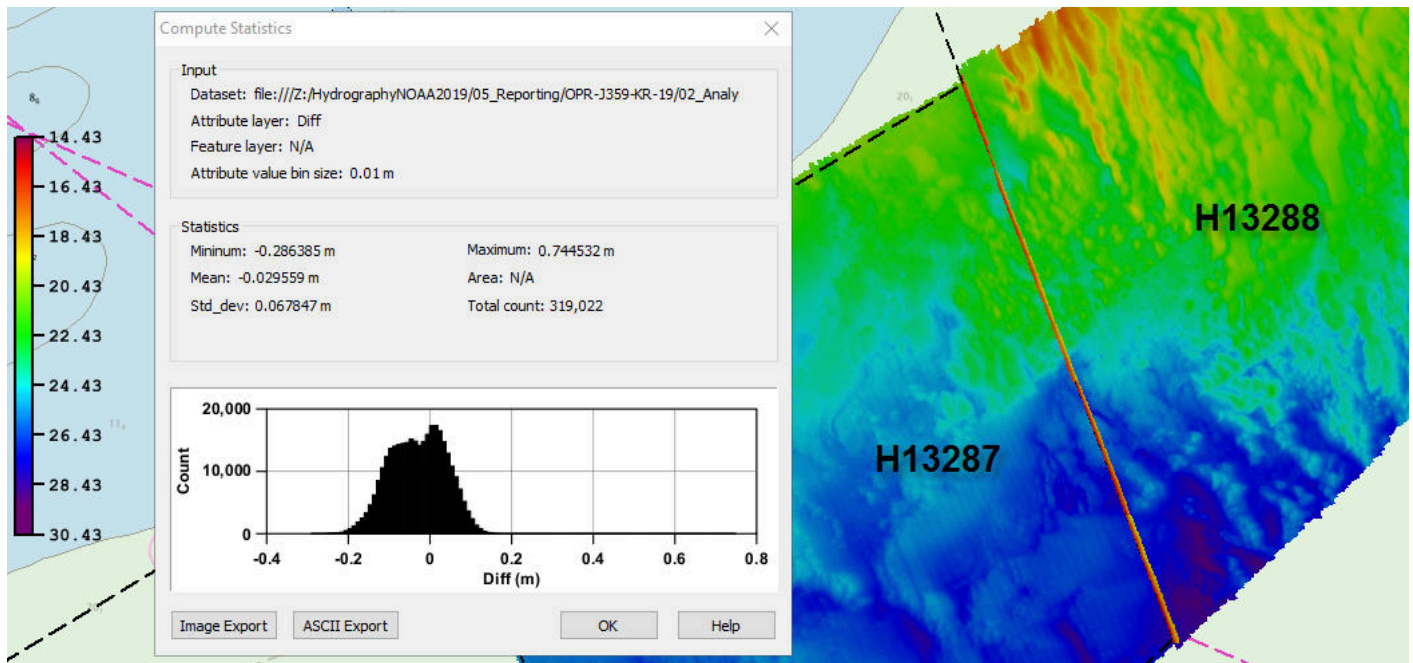 Compute Statistics
Input
Dataset: file:///Z:/HydrographyNOAA2019/05_Reporting/OPR-J359-KR-19/02_Analy
Attribute layer: Diff
Feature layer: N/A
Attribute value bin size: 0.01 m
Statistics
Mininum: -0.286385 m
Maximum: 0.744532 m
Mean: -0.029559 m
Area: N/A
Std_dev: 0.067847 m
Total count: 319,022
20,000
10,000
0
Count
-0.4
-0.2
0
0.2
0.4
0.6
0.8
Diff (m)
Image Export
ASCII Export
OK
Help
8₆
14.43
16.43
18.43
20.43
22.43
24.43
26.43
28.43
30.43
17₄
20₁
H13288
H13287